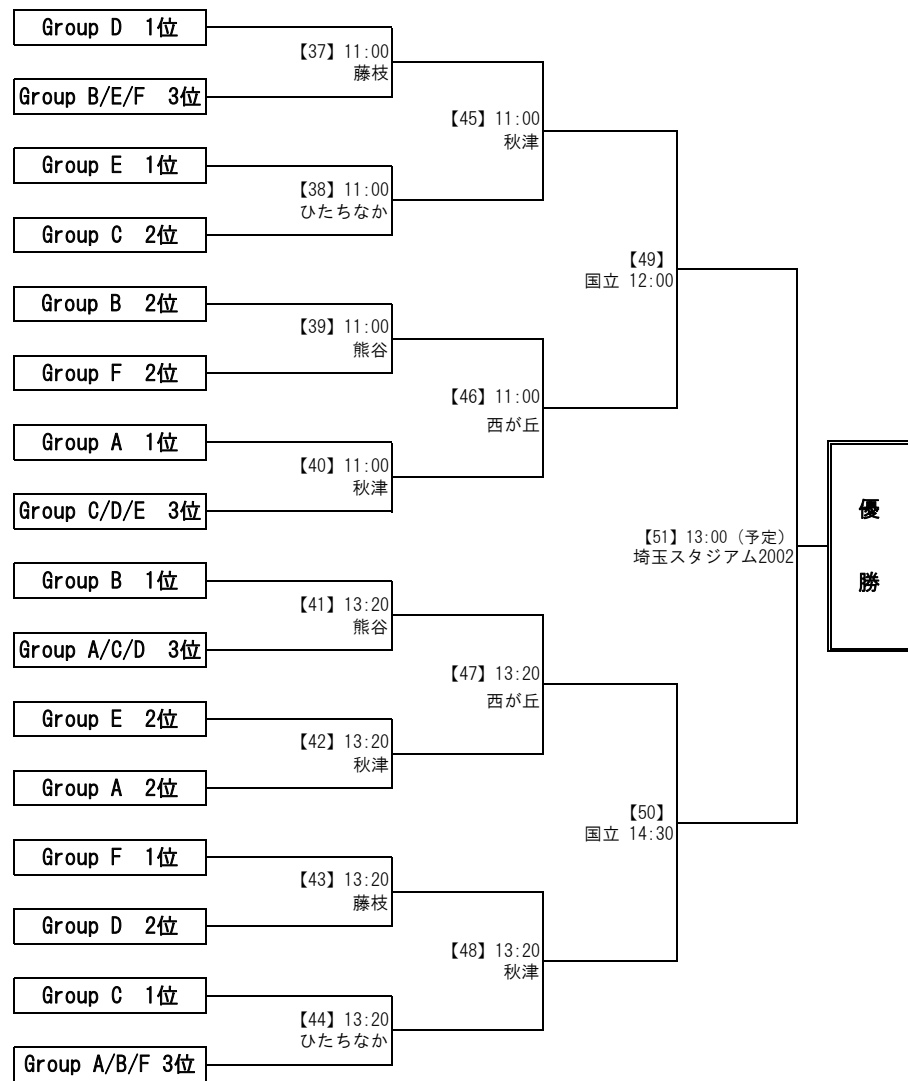 Group D 1位
【37】11:00
藤枝
Group B/E/F 3位
【45】11:00
秋津
Group E 1位
【38】11:00
ひたちなか
Group C 2位
【49】
国立 12:00
Group B 2位
【39】11:00
熊谷
Group F 2位
【46】11:00
西が丘
Group A 1位
【40】11:00
秋津
Group C/D/E 3位
【51】13:00（予定）
埼玉スタジアム2002
優
勝
Group B 1位
【41】13:20
熊谷
Group A/C/D 3位
【47】13:20
西が丘
Group E 2位
【42】13:20
秋津
Group A 2位
【50】
国立 14:30
Group F 1位
【43】13:20
藤枝
Group D 2位
【48】13:20
秋津
Group C 1位
【44】13:20
ひたちなか
Group A/B/F 3位